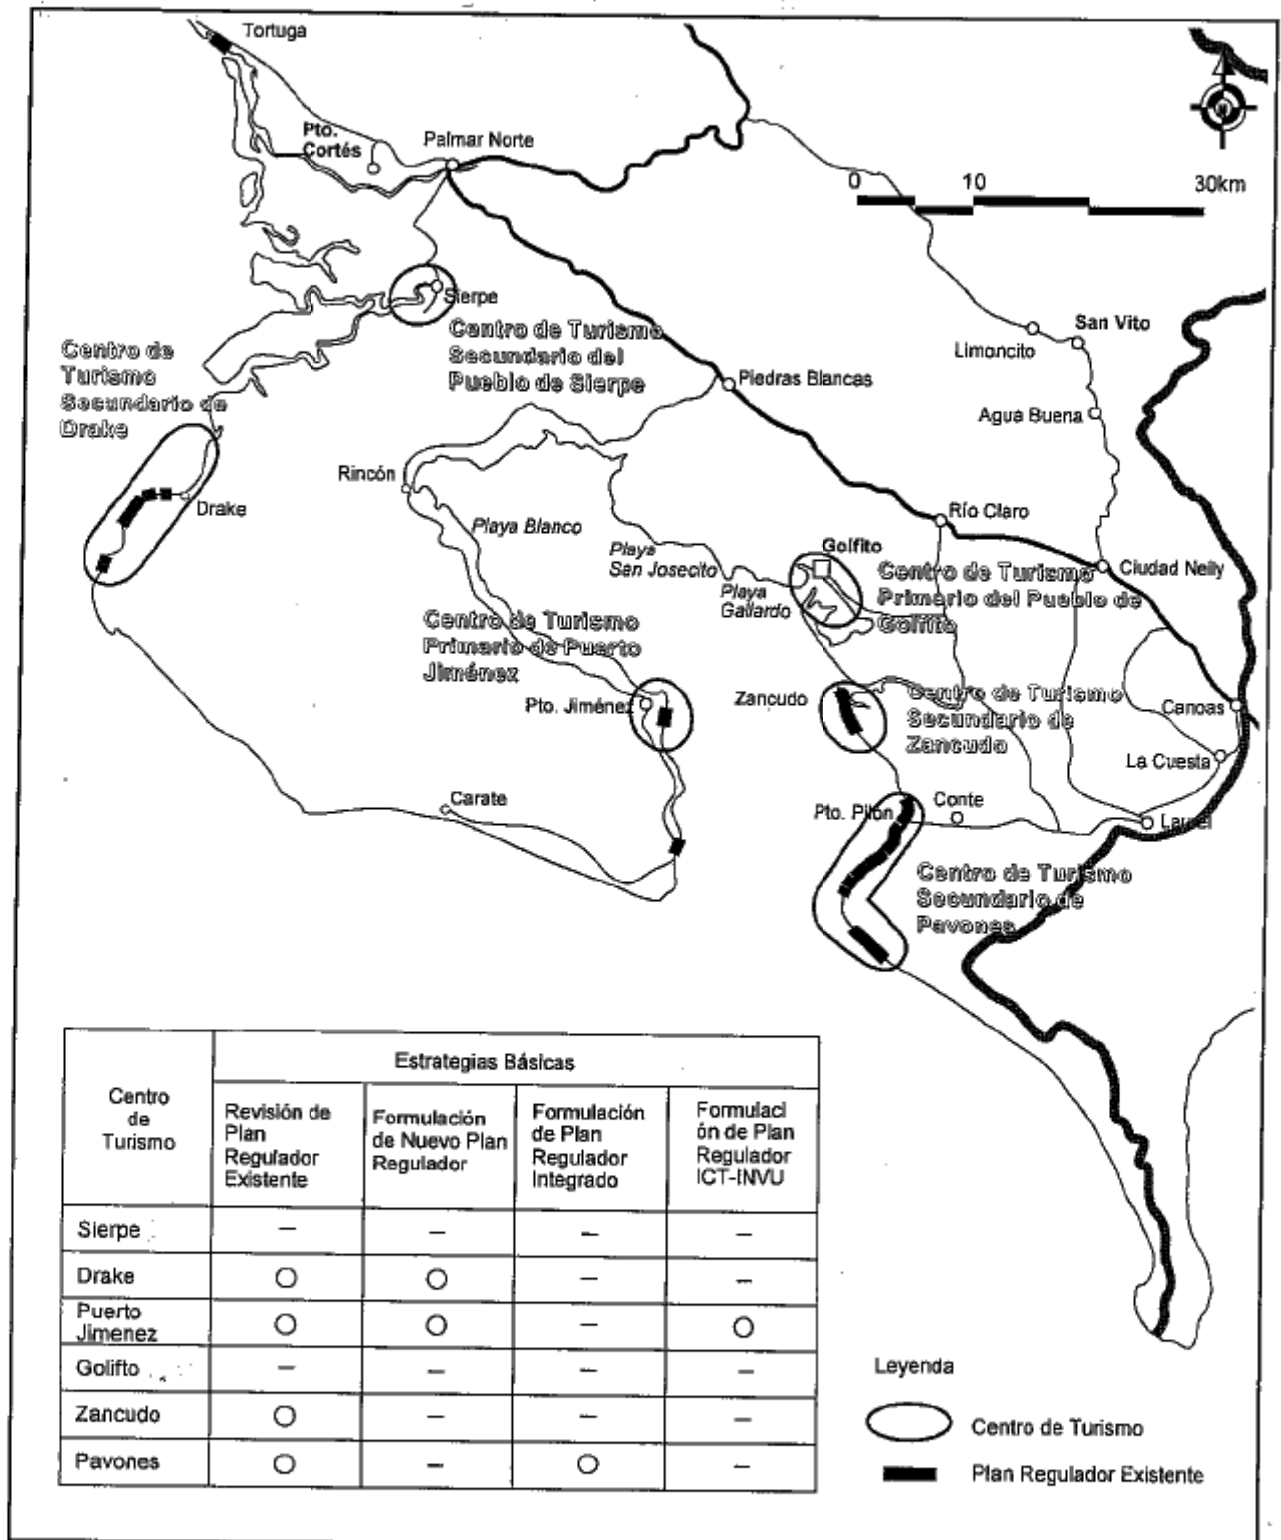 Tortuga
Pto.
Cortés
Palmar Norte
0 10 30km
Sierpe
San Vito
Limoncito
Centro de Turismo
Secundario del
Pueblo de Sierpe
Centro de
Turismo
Secundario de
Drake
Piedras Blancas
Agua Buena
Rincón
Drake
Río Claro
Playa Blanco
Playa
San Josecito
Golfito
Ciudad Neily
Playa
Gallardo
Centro de Turismo
Primario del Pueblo de
Golfito
Centro de Turismo
Primario de Puerto
Jiménez
Pto. Jiménez
Zancudo
Centro de Turismo
Secundario de
Zancudo
Canoas
La Cuesta
Carate
Pto. Pilón
Conte
Laurel
Centro de Turismo
Secundario de
Pavones
Centro
de
Turismo
Estrategias Básicas
Revisión de
Plan
Regulador
Existente
Formulación
de Nuevo Plan
Regulador
Formulación
de Plan
Regulador
Integrado
Formulaci
ón de Plan
Regulador
ICT-INVU
Sierpe – – – –
Drake ○ ○ – –
Puerto
Jimenez ○ ○ – ○
Golifto – – – –
Zancudo ○ – – –
Pavones ○ – ○ –
Leyenda
Centro de Turismo
Plan Regulador Existente